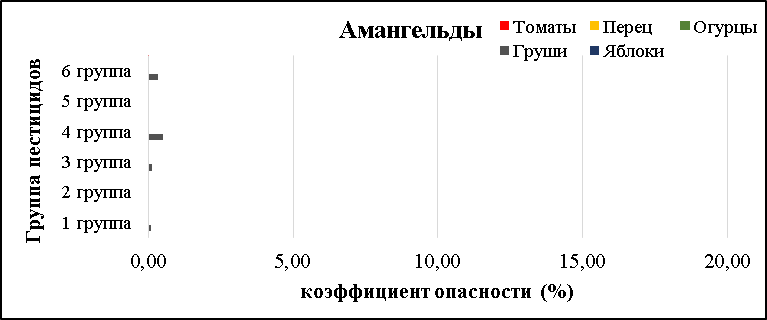 Амангельды
Томаты Перец Огурцы
Груши Яблоки
Группа пестицидов
6 группа
5 группа
4 группа
3 группа
2 группа
1 группа
0,00 5,00 10,00 15,00 20,00
коэффициент опасности (%)